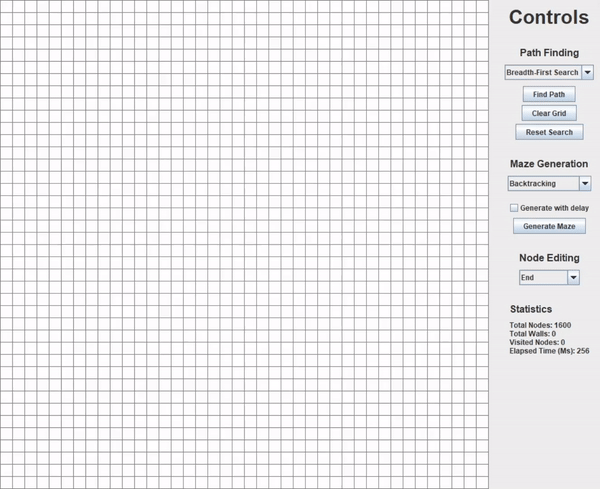 Controls
Path Finding
Breadth-First Search
Find Path
Clear Grid
Reset Search
Maze Generation
Backtracking
Generate with delay
Generate Maze
Node Editing
End
Statistics
Total Nodes: 1600
Total Walls: 0
Visited Nodes: 0
Elapsed Time (Ms): 256